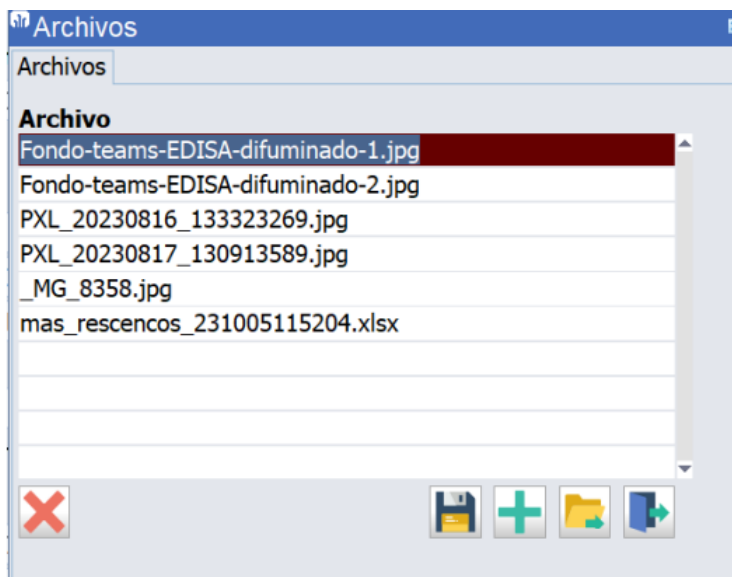 Archivos
Archivos
Archivo
Fondo-teams-EDISA-difuminado-1.jpg
Fondo-teams-EDISA-difuminado-2.jpg
PXL_20230816_133323269.jpg
PXL_20230817_130913589.jpg
_MG_8358.jpg
mas_rescencos_231005115204.xlsx